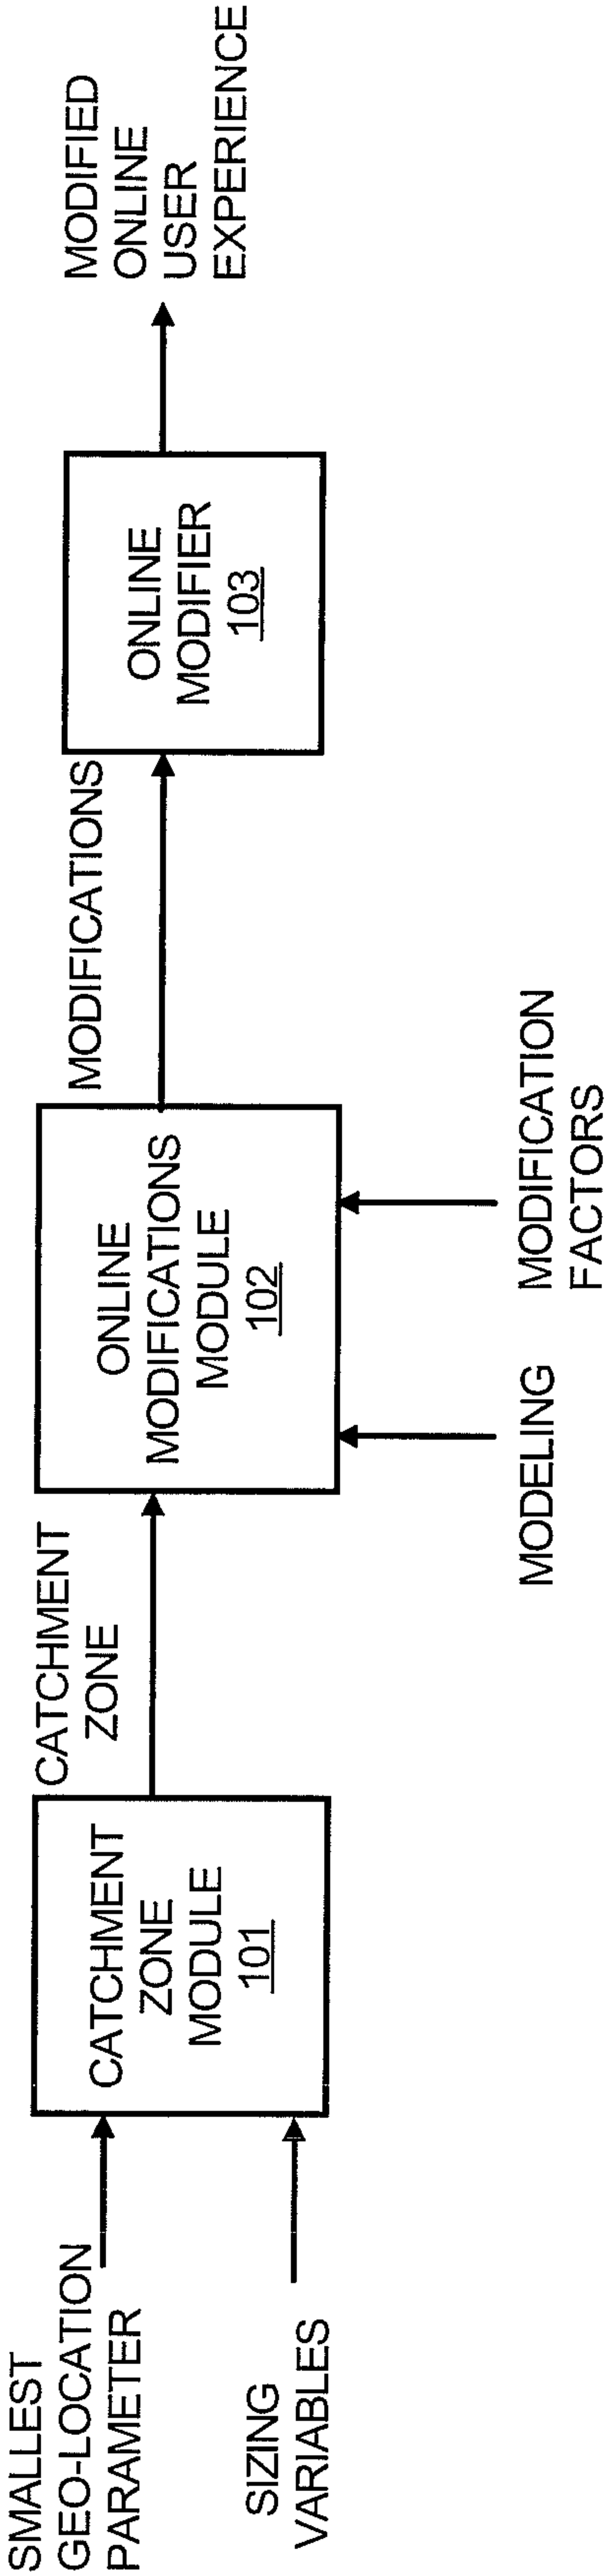 SMALLEST
GEO-LOCATION
PARAMETER
SIZING
VARIABLES
CATCHMENT
ZONE
MODULE
101
CATCHMENT
ZONE
ONLINE
MODIFICATIONS
MODULE
102
MODELING
MODIFICATION
FACTORS
MODIFICATIONS
ONLINE
MODIFIER
103
MODIFIED
ONLINE
USER
EXPERIENCE